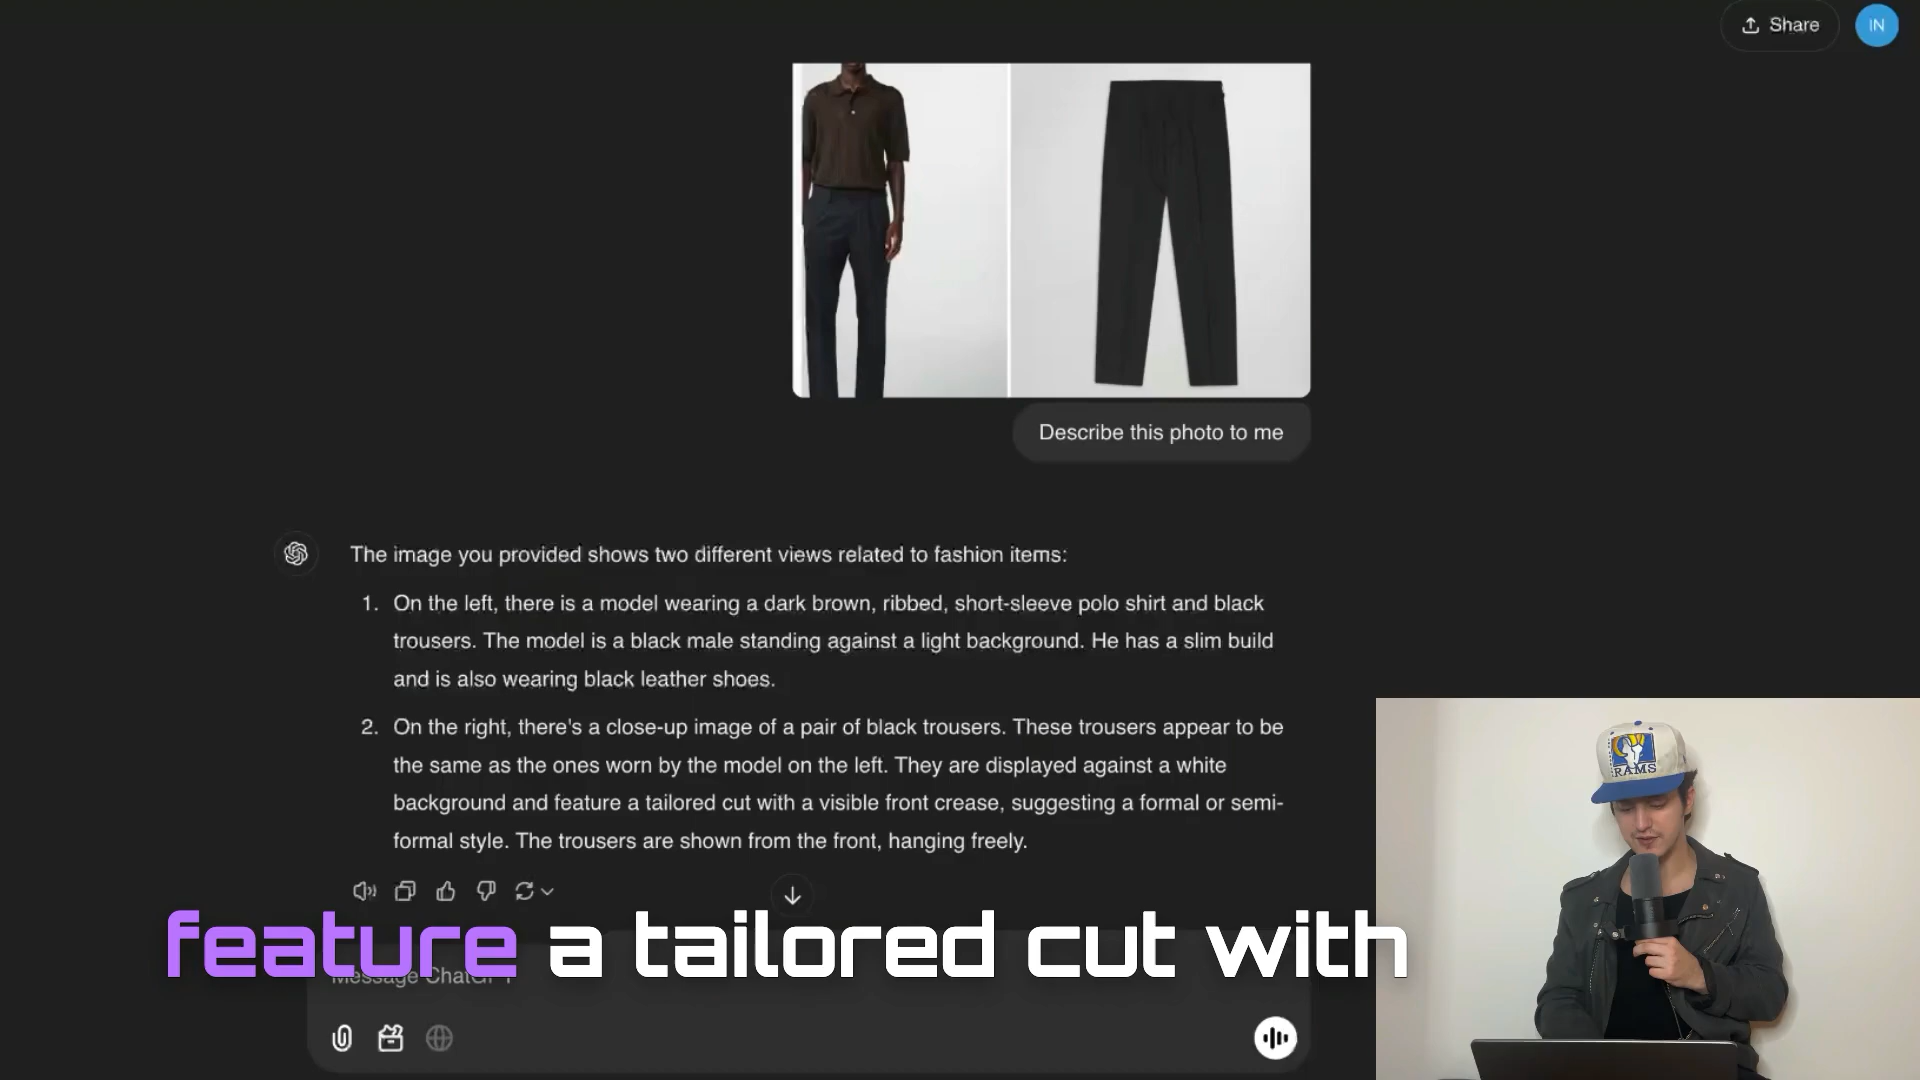 Share
IN
Describe this photo to me
The image you provided shows two different views related to fashion items:
1. On the left, there is a model wearing a dark brown, ribbed, short-sleeve polo shirt and black
trousers. The model is a black male standing against a light background. He has a slim build
and is also wearing black leather shoes.
2. On the right, there's a close-up image of a pair of black trousers. These trousers appear to be
the same as the ones worn by the model on the left. They are displayed against a white
background and feature a tailored cut with a visible front crease, suggesting a formal or semi-
formal style. The trousers are shown from the front, hanging freely.
RAMS
feature a tailored cut with
Message ChatGPT